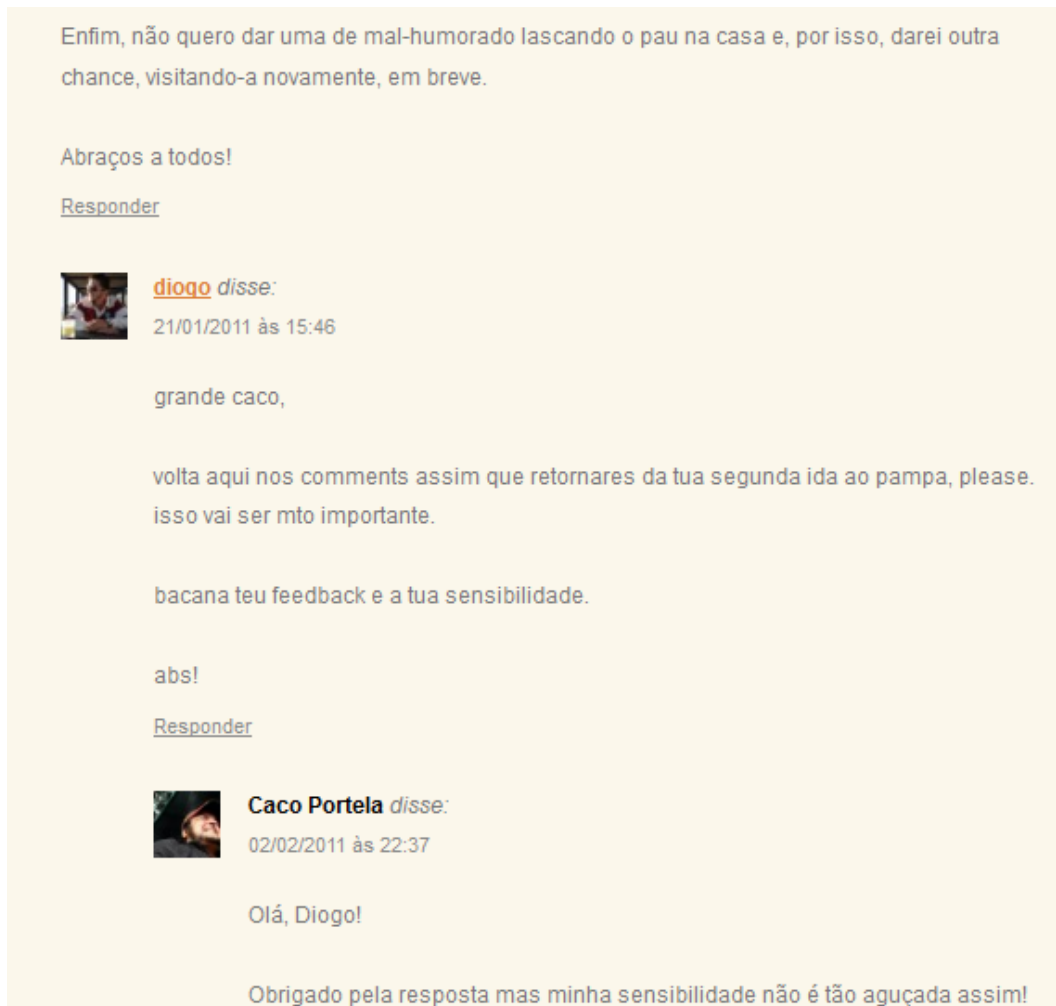 Enfim, não quero dar uma de mal-humorado lascando o pau na casa e, por isso, darei outra
chance, visitando-a novamente, em breve.
Abraços a todos!
Responder
diogo disse:
21/01/2011 às 15:46
grande caco,
volta aqui nos comments assim que retornares da tua segunda ida ao pampa, please.
isso vai ser mto importante.
bacana teu feedback e a tua sensibilidade.
abs!
Responder
Caco Portela disse:
02/02/2011 às 22:37
Olá, Diogo!
Obrigado pela resposta mas minha sensibilidade não é tão aguçada assim!